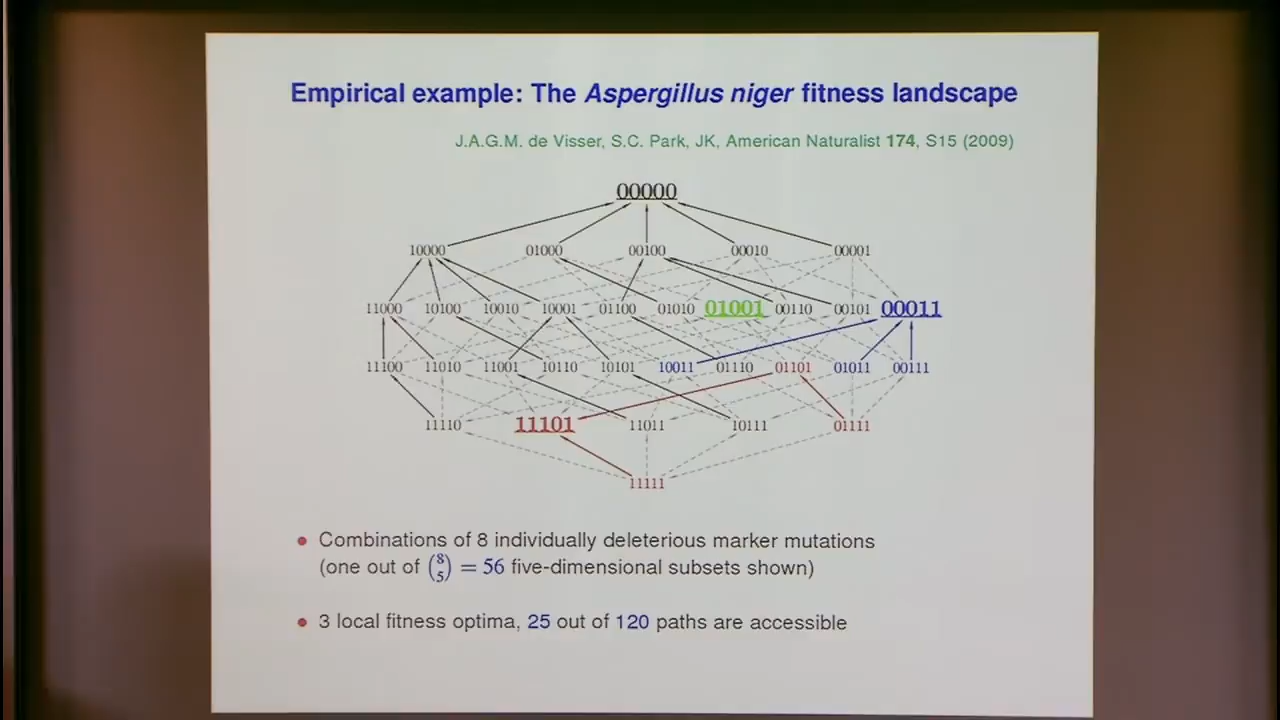 Empirical example: The Aspergillus niger fitness landscape
J.A.G.M. de Visser, S.C. Park, JK, American Naturalist 174, S15 (2009)
00000
10000 01000 00100 00010 00001
11000 10100 10010 10001 01100 01010 01001 00110 00101 00011
11100 11010 11001 10110 10101 10011 01110 01101 01011 00111
11110 11101 11011 10111 01111
11111
• Combinations of 8 individually deleterious marker mutations
(one out of (8 5) = 56 five-dimensional subsets shown)
• 3 local fitness optima, 25 out of 120 paths are accessible